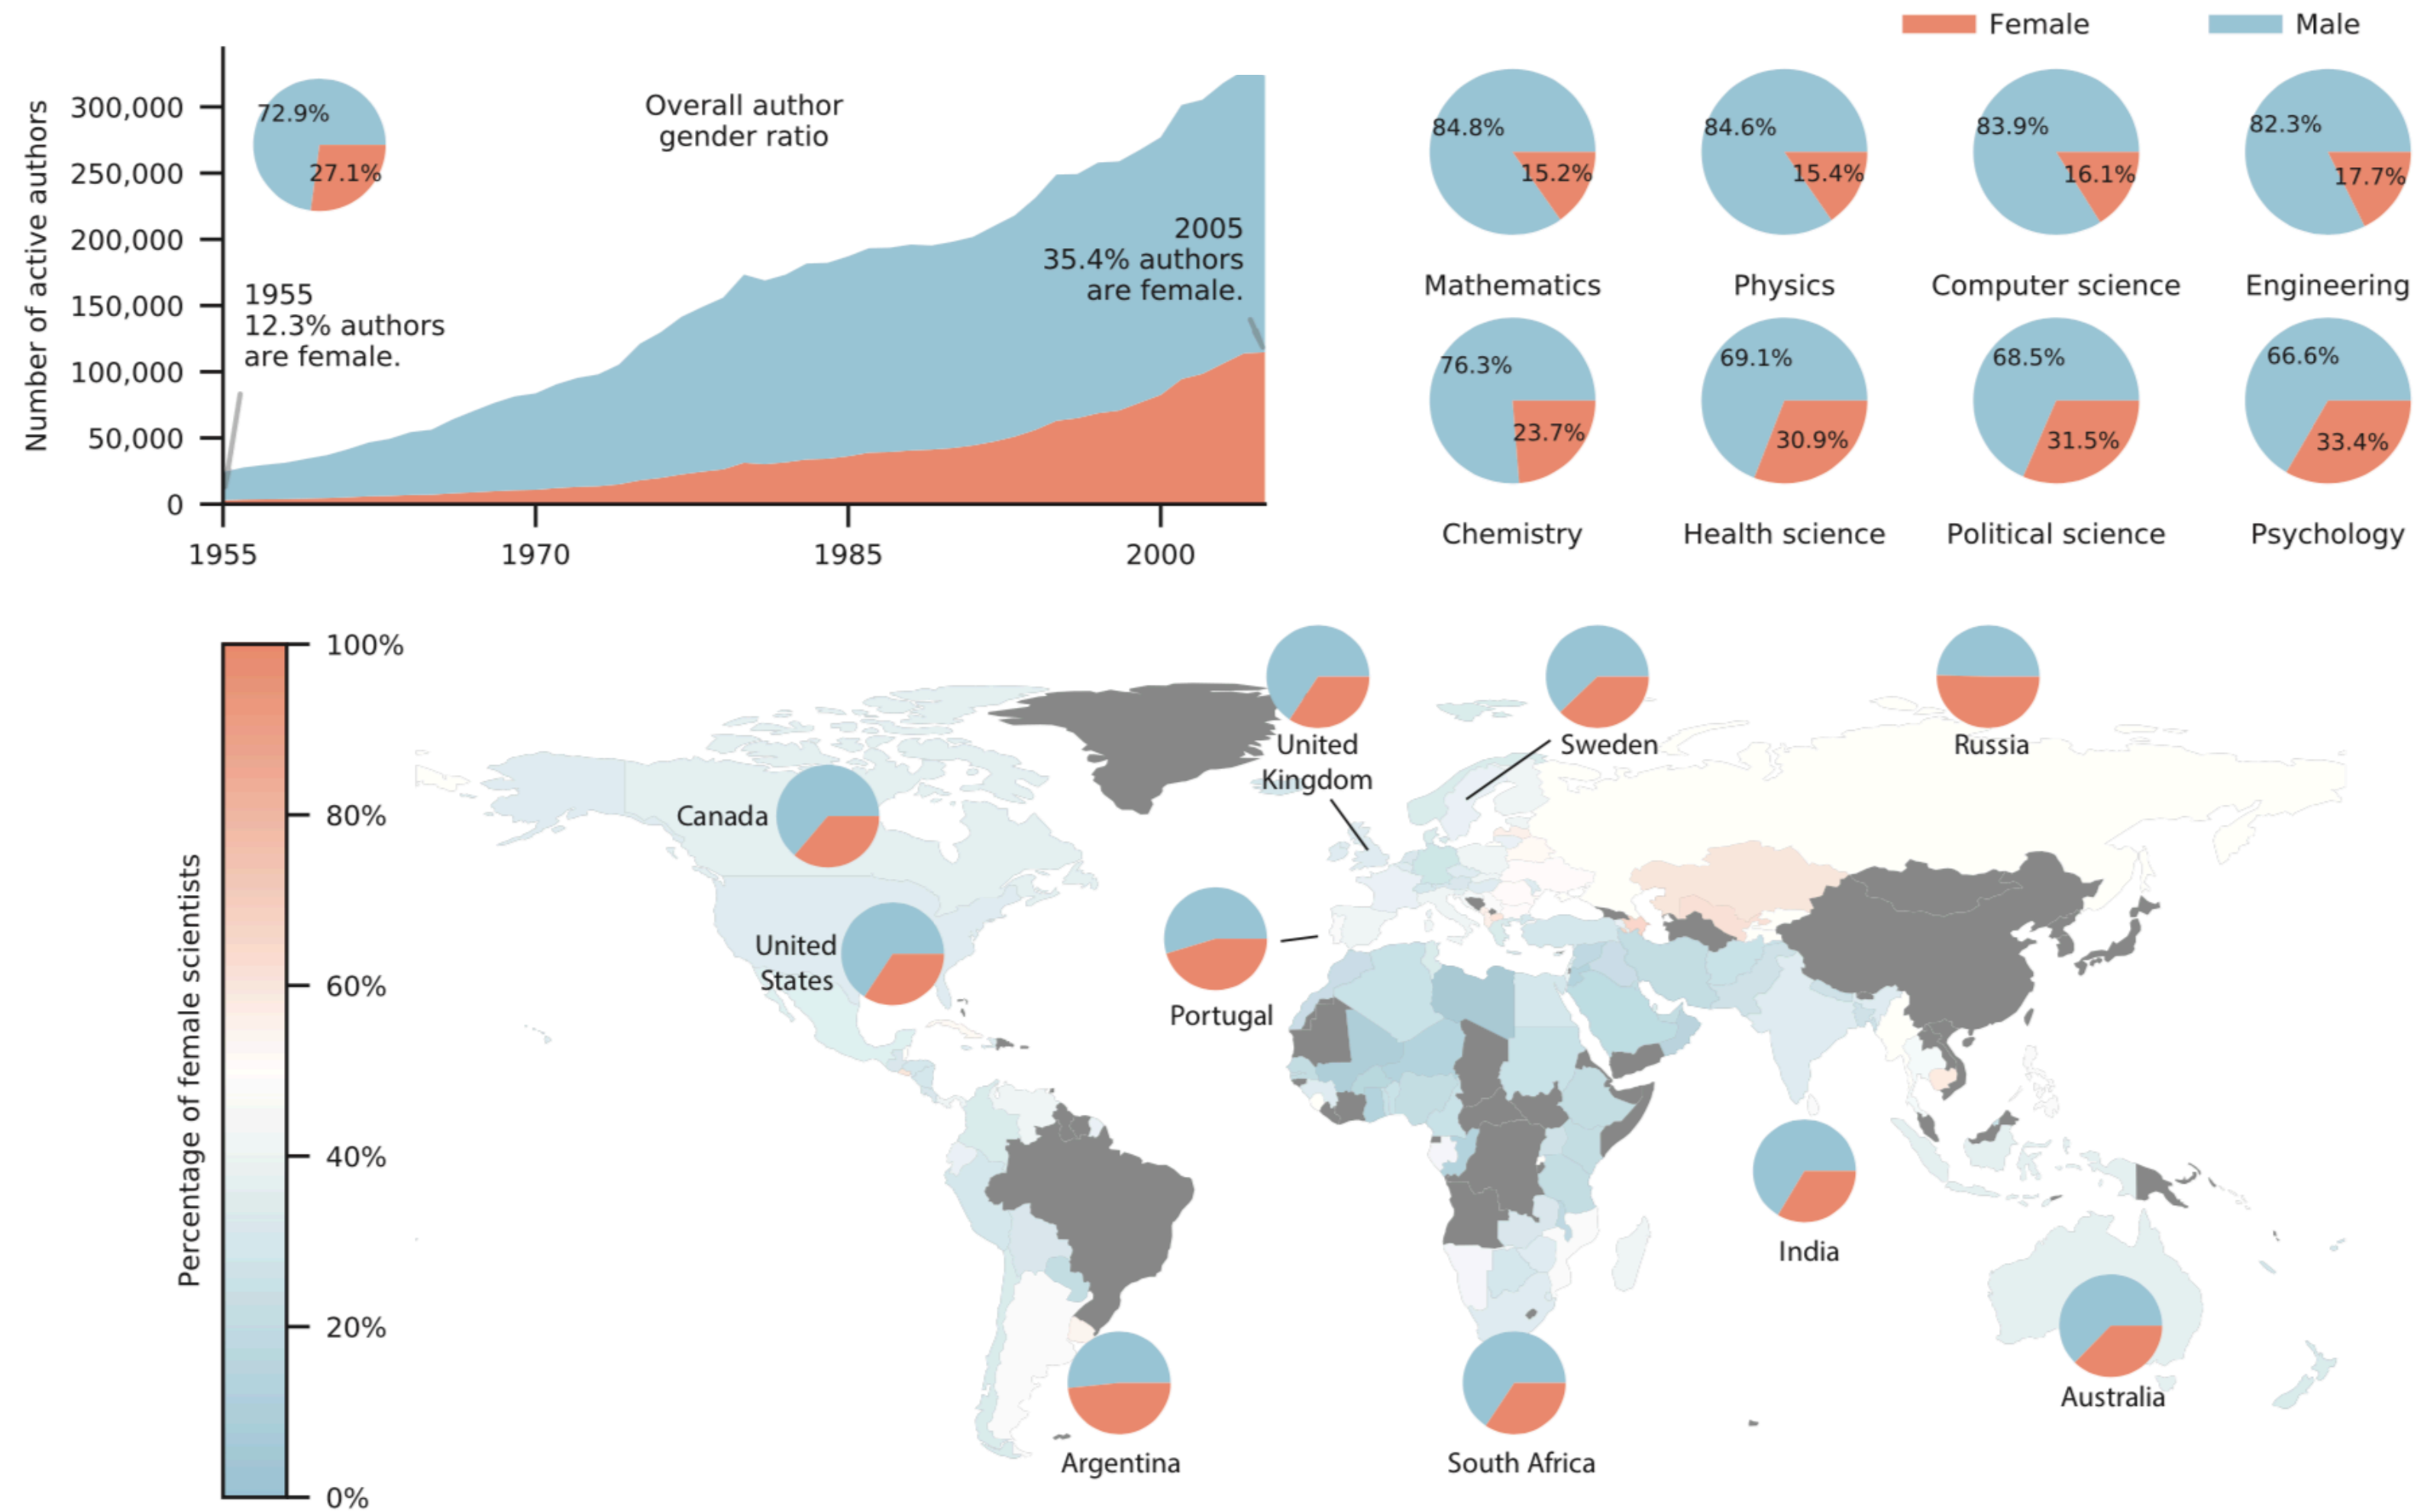 Female
Male
Number of active authors
300,000
250,000
200,000
150,000
100,000
50,000
0
1955
1970
1985
2000
72.9%
27.1%
Overall author
gender ratio
1955
12.3% authors
are female.
2005
35.4% authors
are female.
84.8%
15.2%
Mathematics
84.6%
15.4%
Physics
83.9%
16.1%
Computer science
82.3%
17.7%
Engineering
76.3%
23.7%
Chemistry
69.1%
30.9%
Health science
68.5%
31.5%
Political science
66.6%
33.4%
Psychology
Percentage of female scientists
100%
80%
60%
40%
20%
0%
United
Kingdom
Sweden
Russia
Canada
United
States
Portugal
India
Australia
Argentina
South Africa